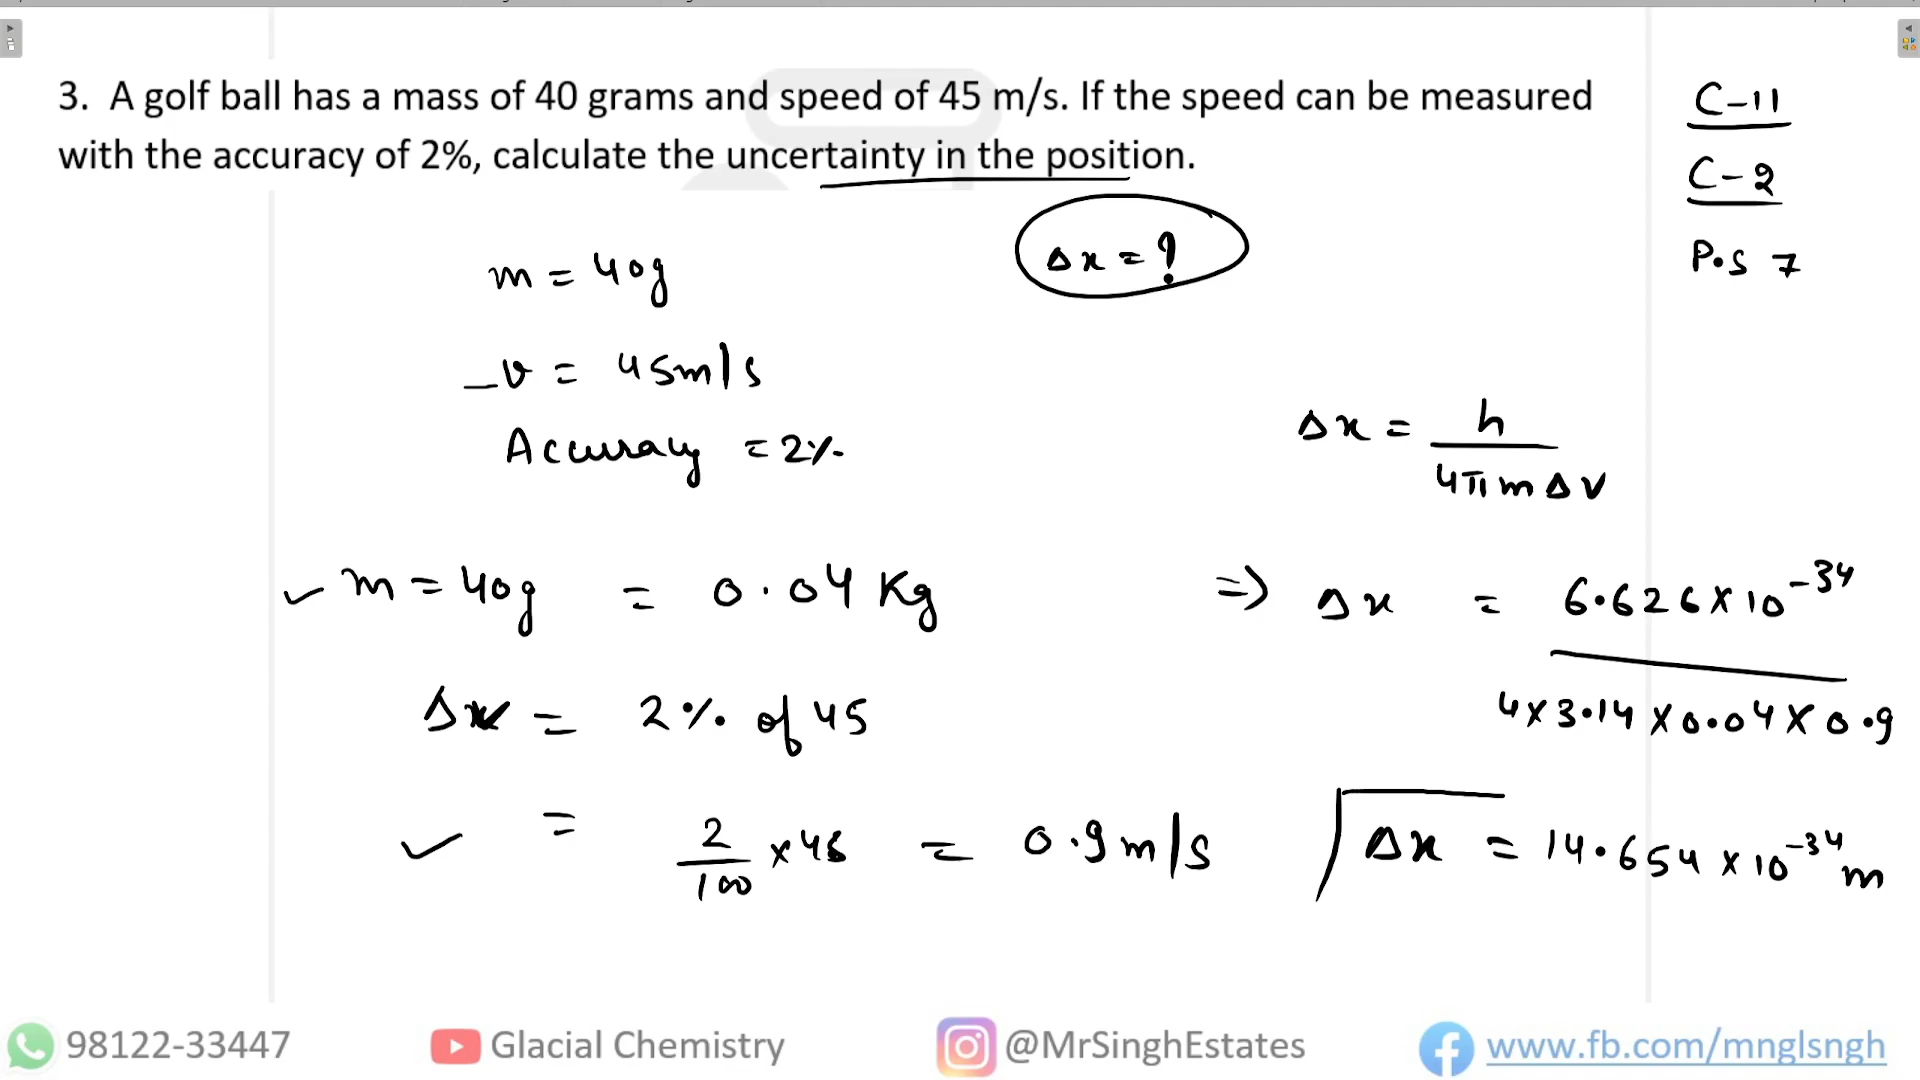 3. A golf ball has a mass of 40 grams and speed of 45 m/s. If the speed can be measured
with the accuracy of 2%, calculate the uncertainty in the position.
C-11
C-2
P.S 7
Δx = ?
m = 40g
v = 45m/s
Accuracy = 2%
Δx = h / 4πmΔv
m = 40g = 0.04 Kg
⇒ Δx = 6.626×10⁻³⁴ / 4×3.14×0.04×0.9
Δv = 2% of 45
= 2/100 ×45 = 0.9m/s
Δx = 14.654×10⁻³⁴ m
98122-33447
Glacial Chemistry
@MrSinghEstates
www.fb.com/mnglsngh